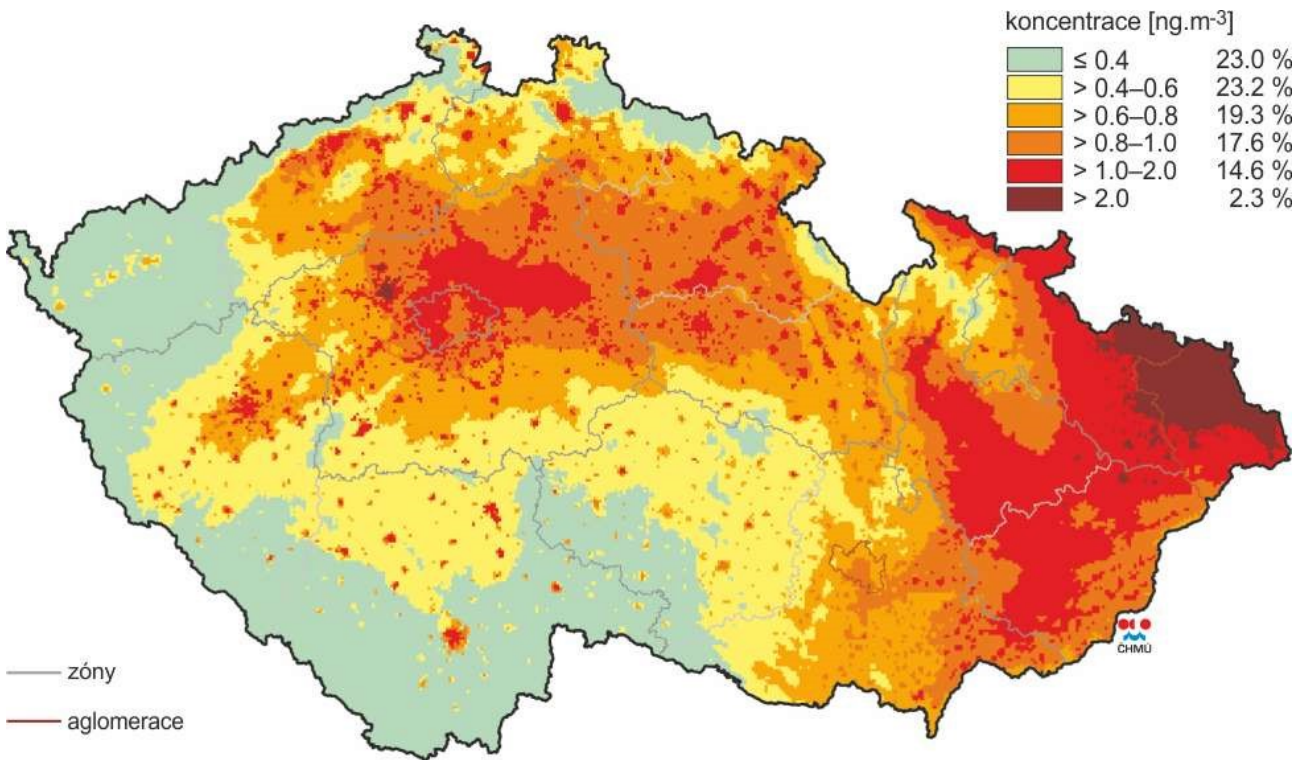 koncentrace [ng.m-3]
≤ 0.4 23.0 %
> 0.4–0.6 23.2 %
> 0.6–0.8 19.3 %
> 0.8–1.0 17.6 %
> 1.0–2.0 14.6 %
> 2.0 2.3 %
ČHMÚ
zóny
aglomerace